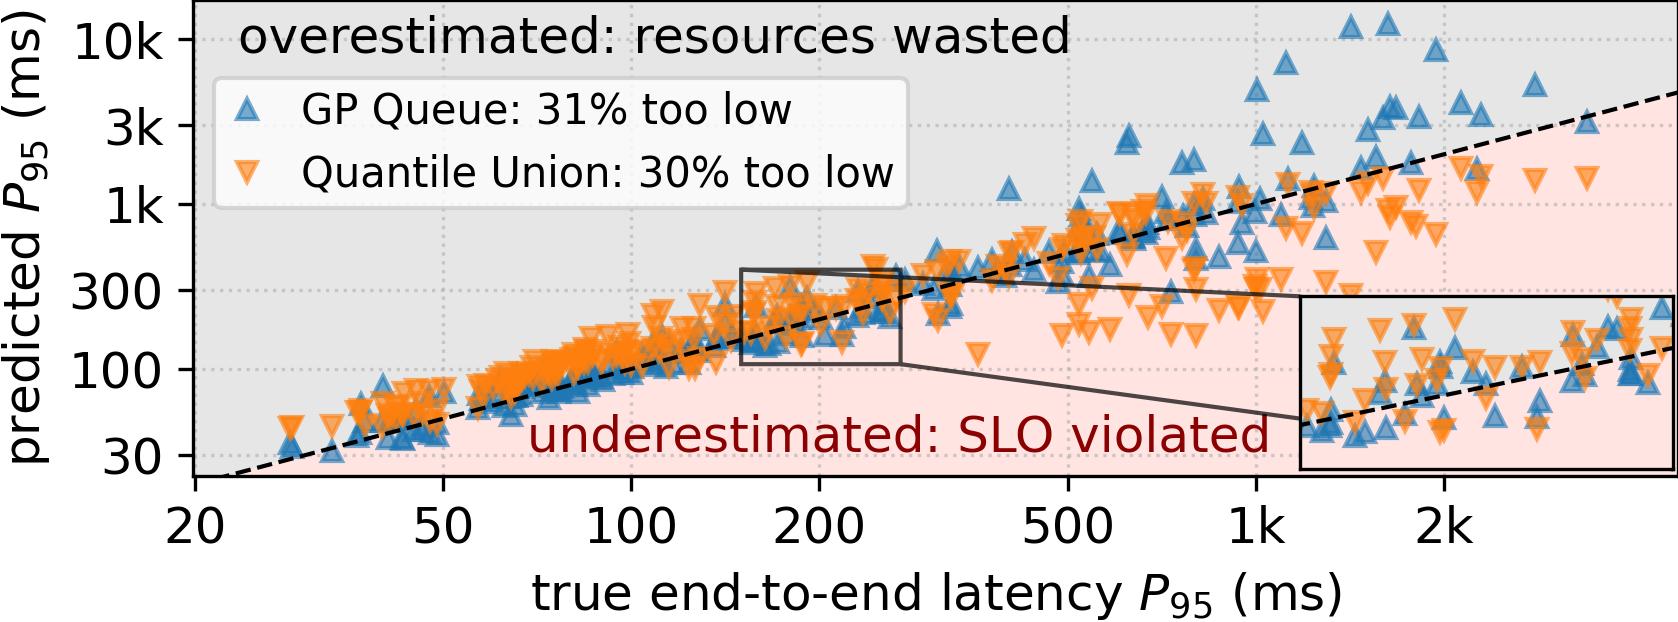 overestimated: resources wasted
GP Queue: 31% too low
Quantile Union: 30% too low
underestimated: SLO violated
predicted P95 (ms)
10k
3k
1k
300
100
30
20 50 100 200 500 1k 2k
true end-to-end latency P95 (ms)